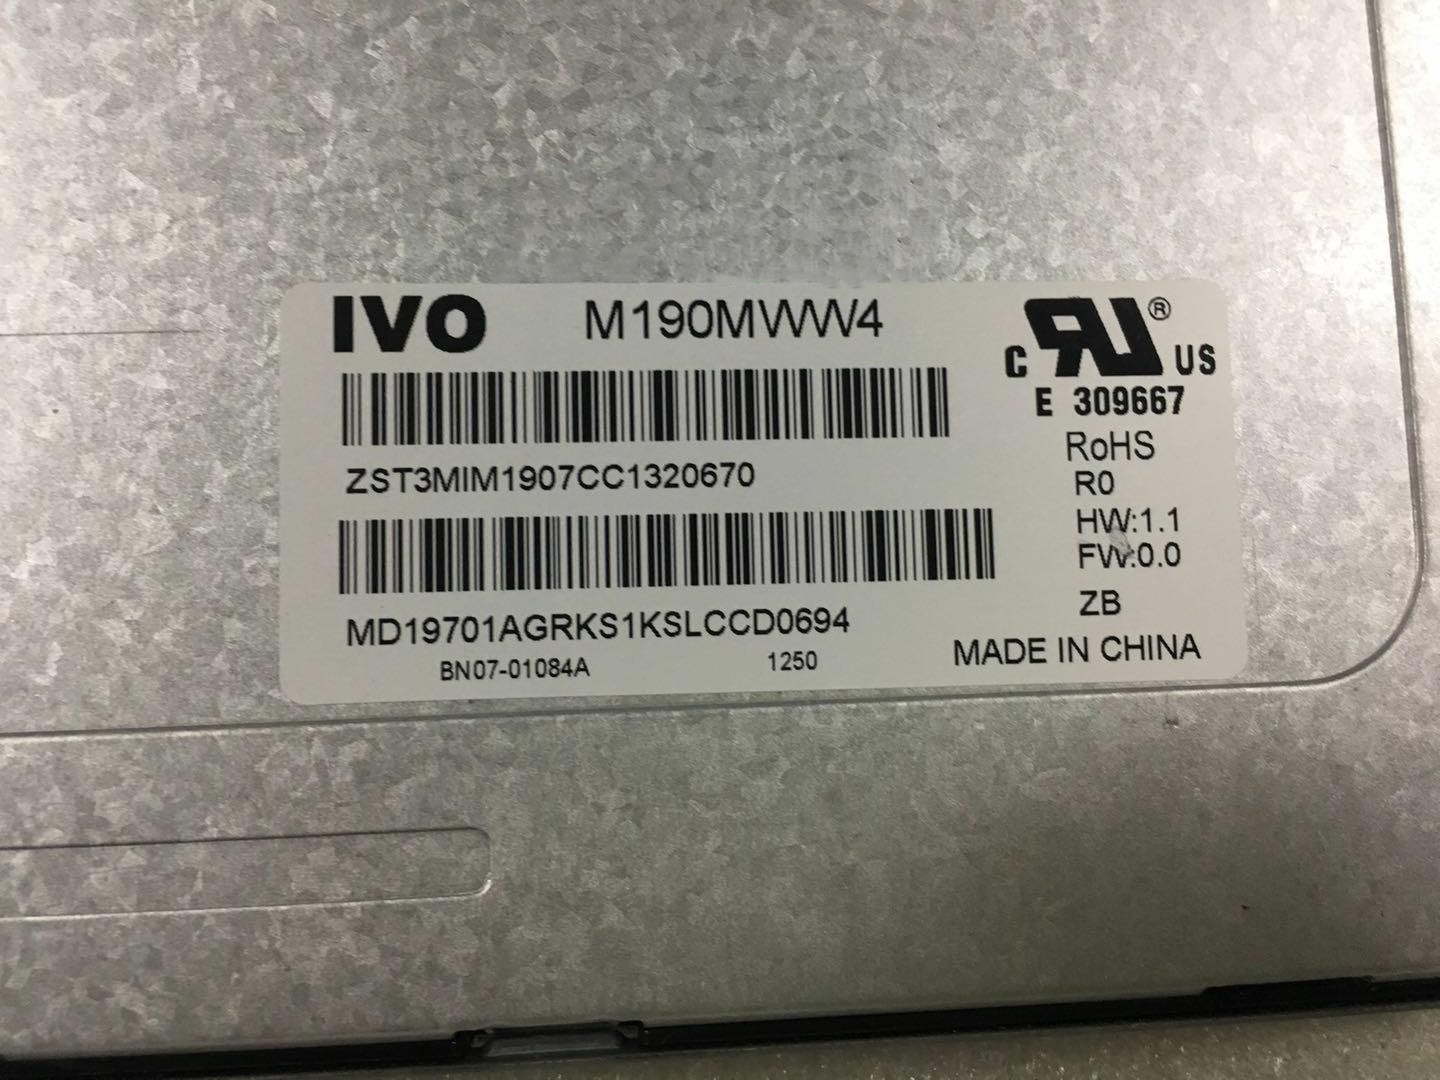 IVO M190MWW4
C RU® US
E 309667
ZST3MIM1907CC1320670
RoHS
R0
HW:1.1
FW:0.0
MD19701AGRKS1KSLCCD0694
ZB
BN07-01084A 1250
MADE IN CHINA